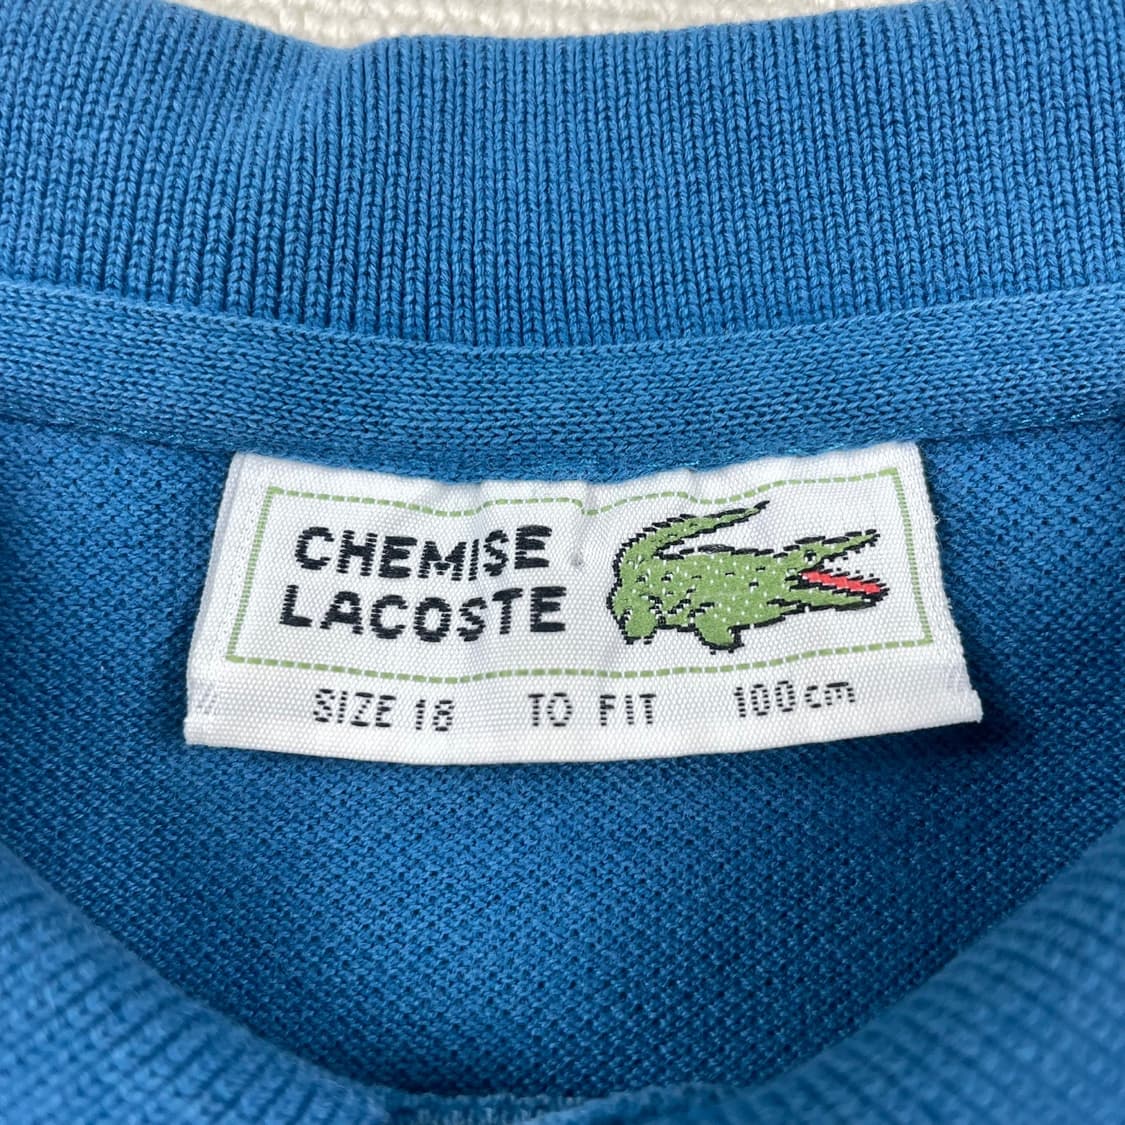 CHEMISE
LACOSTE
SIZE 18 TO FIT 100cm